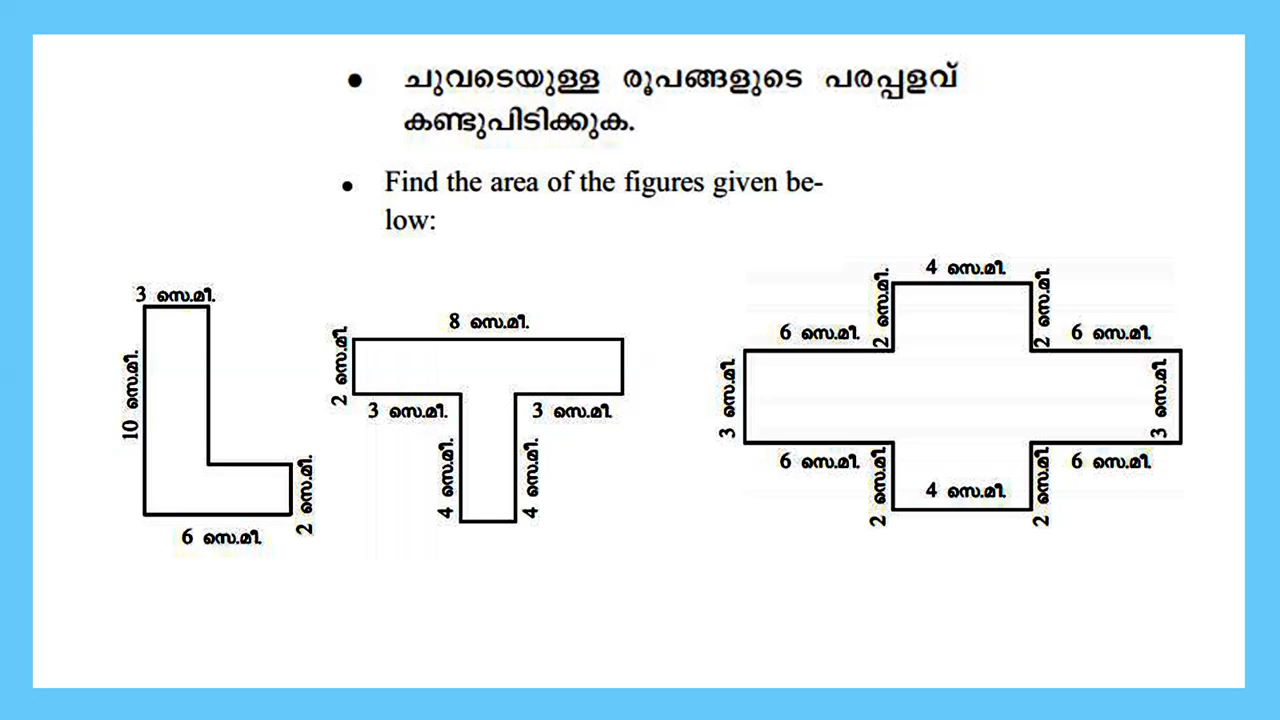 • ചുവടെയുള്ള രൂപങ്ങളുടെ പരപ്പളവ്
കണ്ടുപിടിക്കുക.
• Find the area of the figures given be-
low:
3 സെ.മീ.
10 സെ.മീ.
2 സെ.മീ.
6 സെ.മീ.
8 സെ.മീ.
2 സെ.മീ.
3 സെ.മീ.
3 സെ.മീ.
4 സെ.മീ.
4 സെ.മീ.
4 സെ.മീ.
2 സെ.മീ.
2 സെ.മീ.
6 സെ.മീ.
6 സെ.മീ.
3 സെ.മീ.
3 സെ.മീ.
6 സെ.മീ.
6 സെ.മീ.
2 സെ.മീ.
4 സെ.മീ.
2 സെ.മീ.